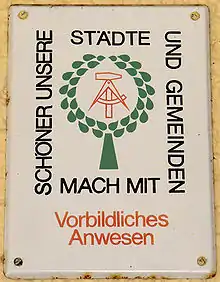 SCHÖNER UNSERE
STÄDTE
UND GEMEINDEN
MACH MIT
Vorbildliches
Anwesen